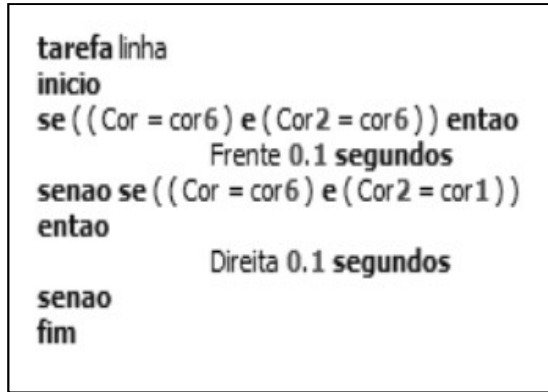 tarefa linha
inicio
se ( ( Cor = cor6 ) e ( Cor2 = cor6 ) ) entao
Frente 0.1 segundos
senao se ( ( Cor = cor6 ) e ( Cor2 = cor1 ) )
entao
Direita 0.1 segundos
senao
fim